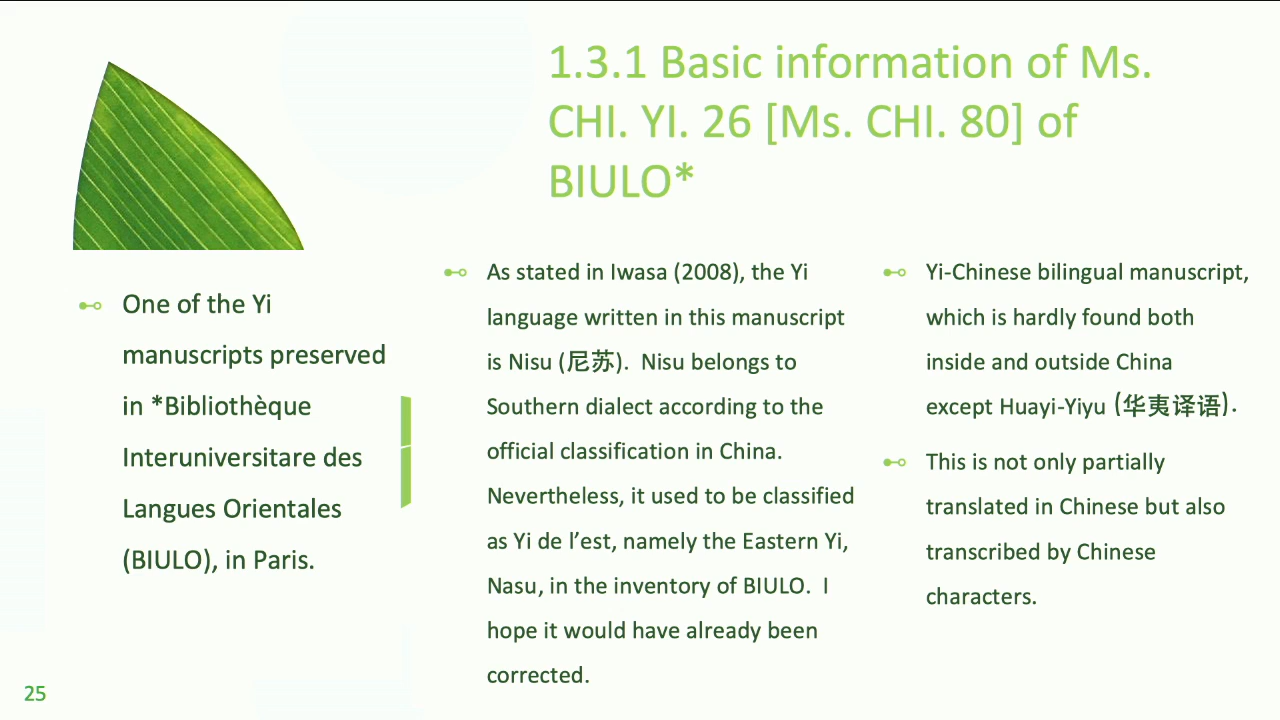 1.3.1 Basic information of Ms.
CHI. YI. 26 [Ms. CHI. 80] of
BIULO*
One of the Yi
manuscripts preserved
in *Bibliothèque
Interuniversitare des
Langues Orientales
(BIULO), in Paris.
As stated in Iwasa (2008), the Yi
language written in this manuscript
is Nisu (尼苏).  Nisu belongs to
Southern dialect according to the
official classification in China.
Nevertheless, it used to be classified
as Yi de l’est, namely the Eastern Yi,
Nasu, in the inventory of BIULO.  I
hope it would have already been
corrected.
Yi-Chinese bilingual manuscript,
which is hardly found both
inside and outside China
except Huayi-Yiyu (华夷译语).
This is not only partially
translated in Chinese but also
transcribed by Chinese
characters.
25